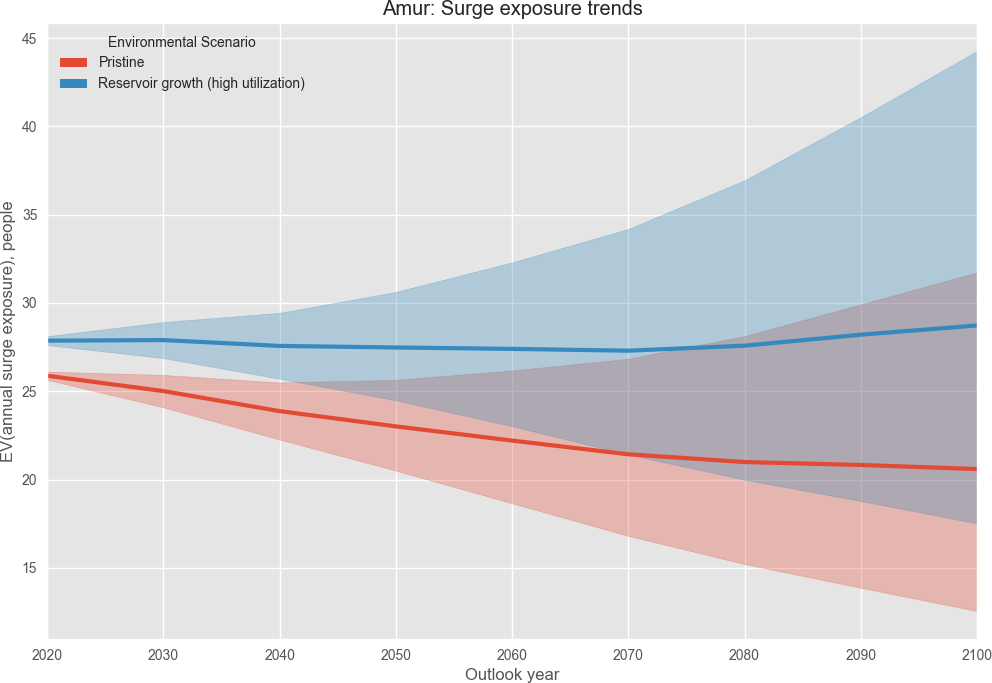 Amur: Surge exposure trends
Environmental Scenario
Pristine
Reservoir growth (high utilization)
EV(annual surge exposure), people
45
40
35
30
25
20
15
2020 2030 2040 2050 2060 2070 2080 2090 2100
Outlook year